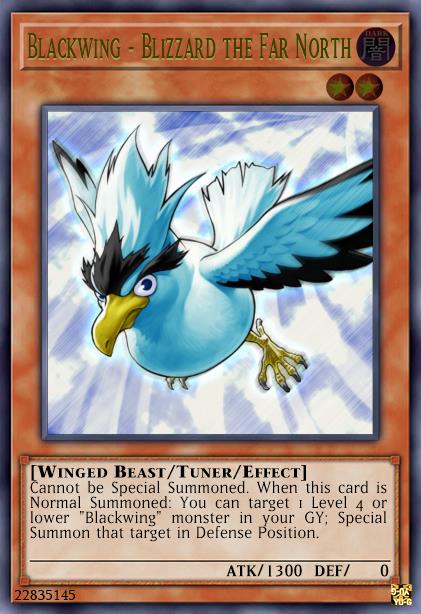 Blackwing - Blizzard the Far North
DARK
闇
[Winged Beast/Tuner/Effect]
Cannot be Special Summoned. When this card is
Normal Summoned: You can target 1 Level 4 or
lower "Blackwing" monster in your GY; Special
Summon that target in Defense Position.
ATK/1300 DEF/ 0
22835145